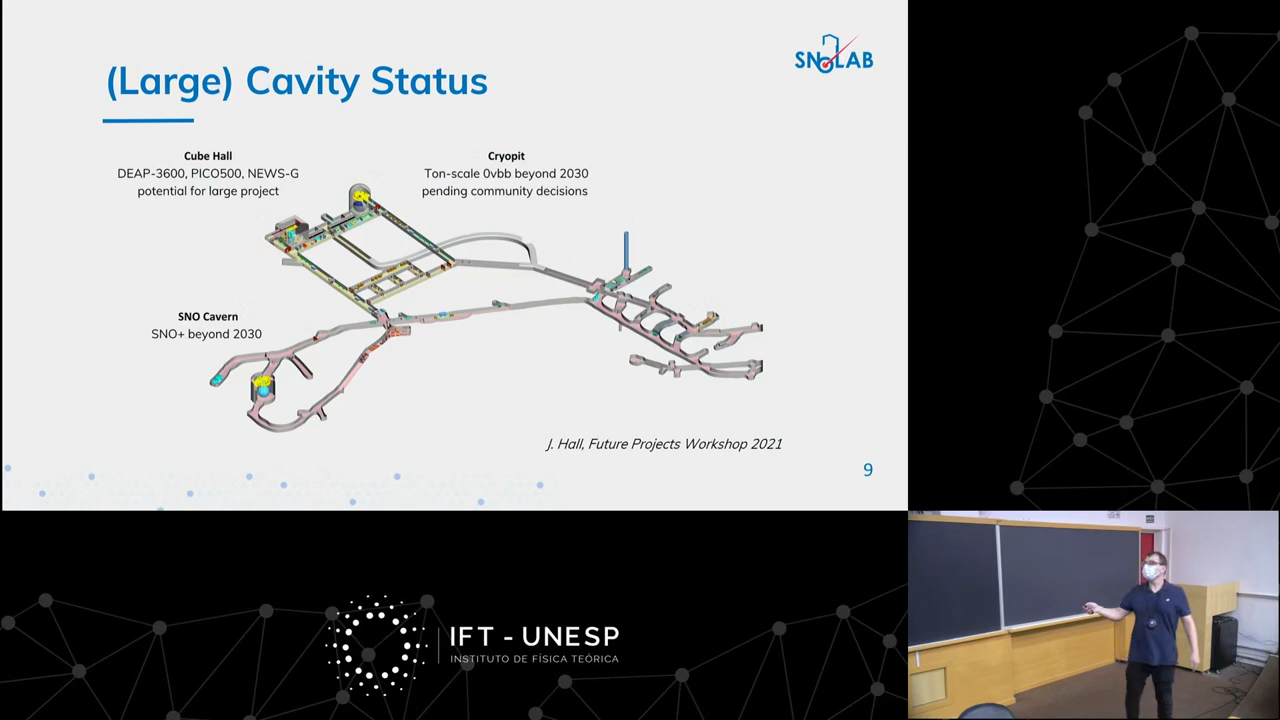 SNOLAB
(Large) Cavity Status
Cube Hall
DEAP-3600, PICO500, NEWS-G
potential for large project
Cryopit
Ton-scale 0vbb beyond 2030
pending community decisions
SNO Cavern
SNO+ beyond 2030
J. Hall, Future Projects Workshop 2021
9
IFT - UNESP
INSTITUTO DE FÍSICA TEÓRICA